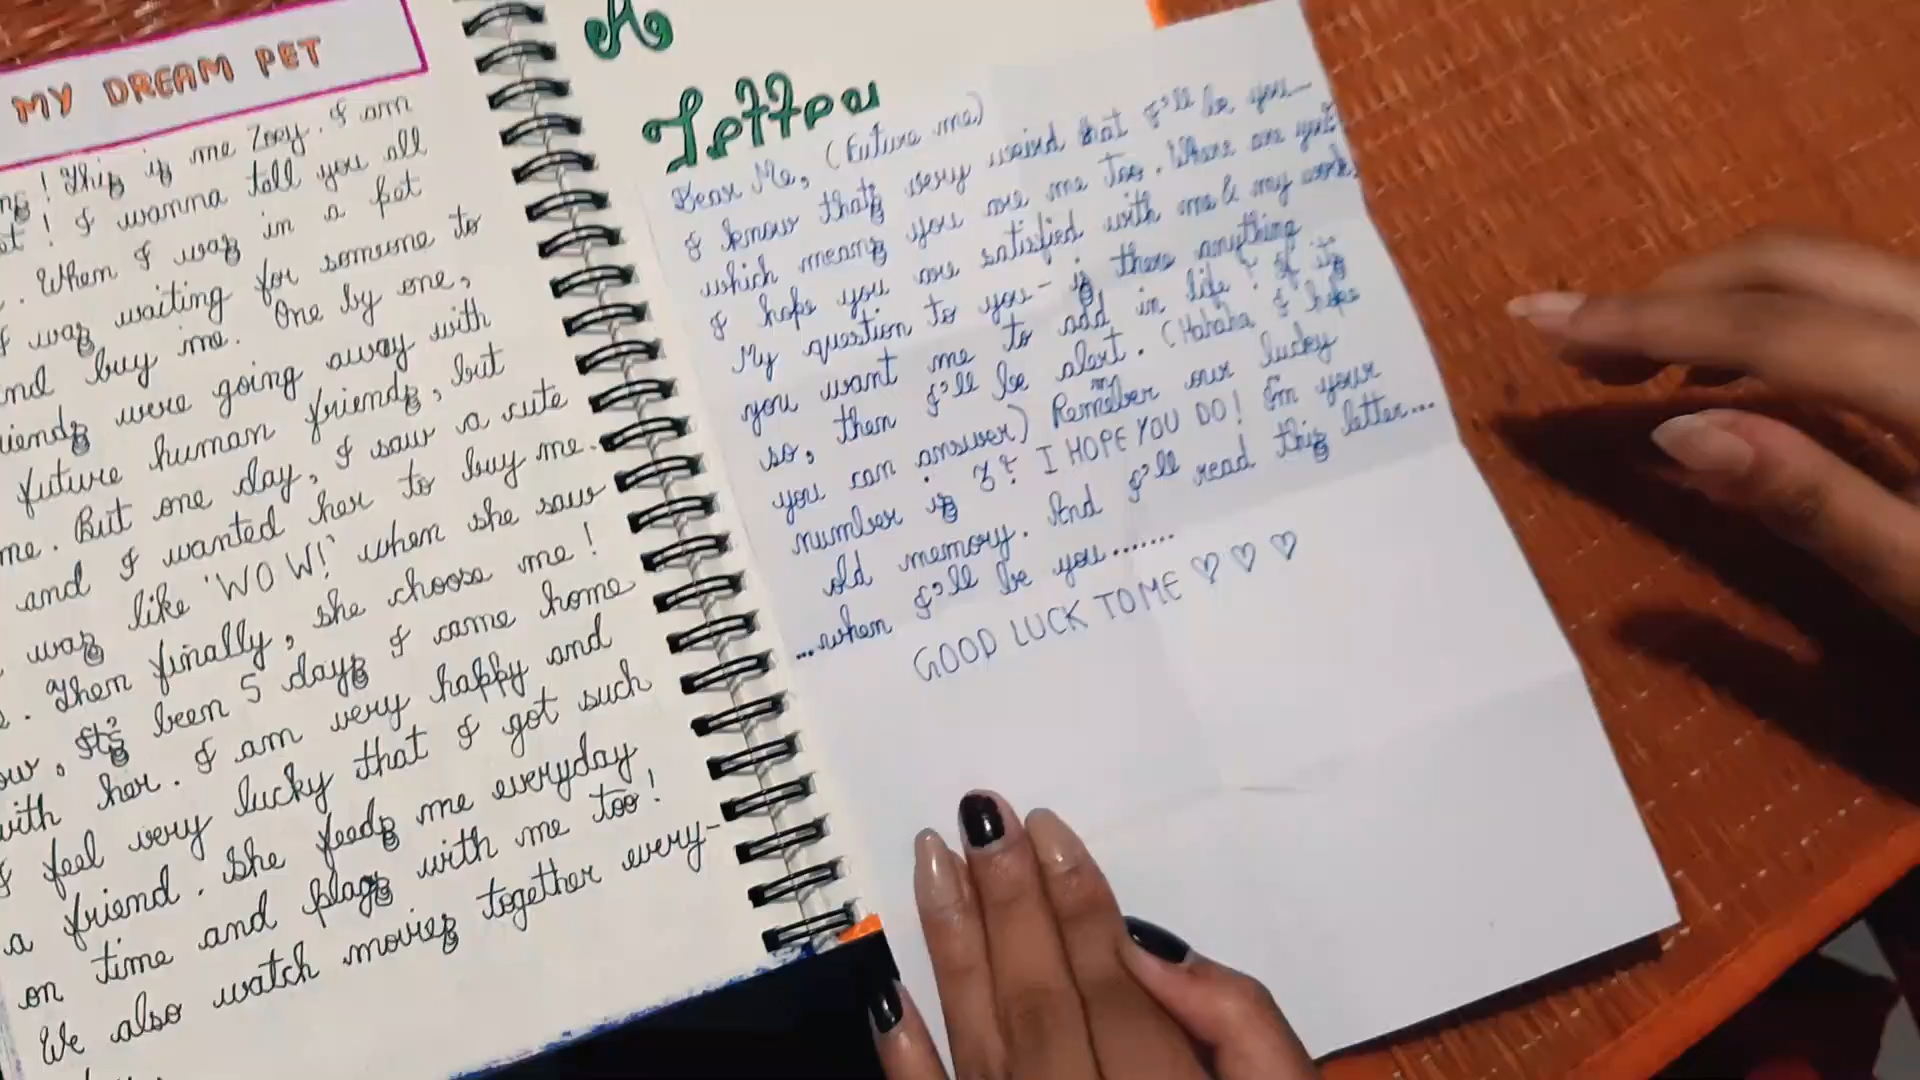 MY DREAM PET
! This is me Zoey. I am
! I wanna tell you all
. When I was in a pet
I was waiting for someone to
and buy me. One by one,
friends were going away with
future human friends, but
me. But one day, I saw a cute
and I wanted her to buy me.
was like 'WOW!' when she saw
. Then finally, she choose me!
, It's been 5 days I came home
with her. I am very happy and
I feel very lucky that I got such
a friend. She feeds me everyday
on time and plays with me too!
We also watch movies together every-
A
Letter
Dear Me, (Future me)
I know thats very weird that I'll be you-
which means you are me too. Where are you?
I hope you are satisfied with me & my work.
My question to you- is there anything
you want me to add in life? If its
so, then I'll be alert. (Hahaha I hope
you can answer) Remember our lucky
number is 3? I HOPE YOU DO! Im your
old memory. And I'll read this letter...
...when I'll be you.......
GOOD LUCK TO ME ♡ ♡ ♡